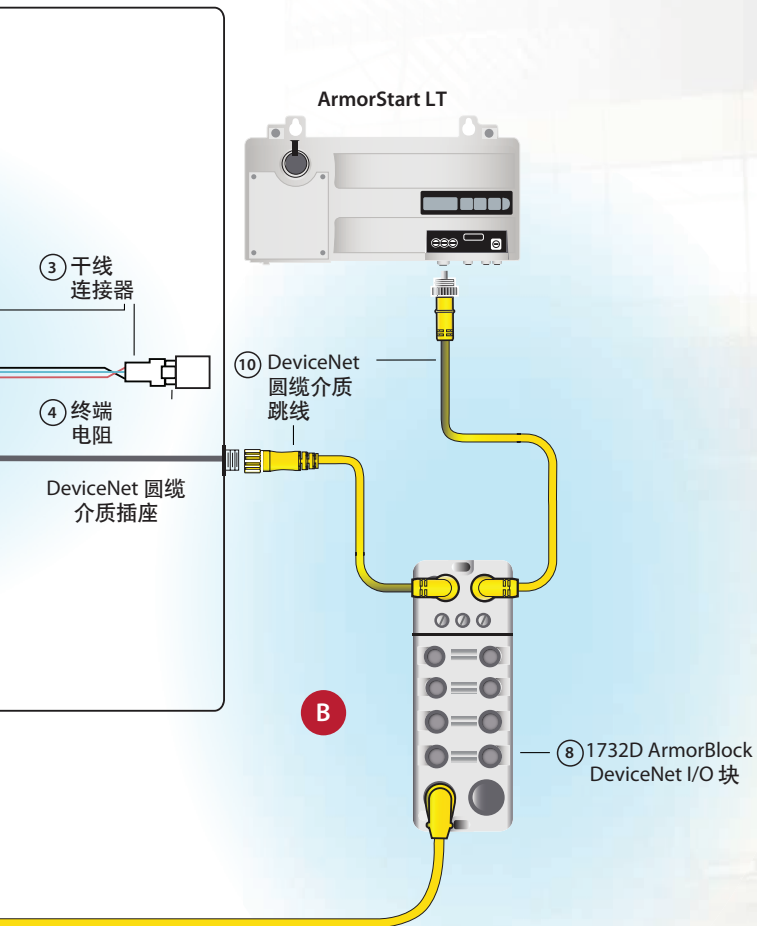 ArmorStart LT
3 干线
连接器
10 DeviceNet
圆缆介质
跳线
4 终端
电阻
DeviceNet 圆缆
介质插座
B
8 1732D ArmorBlock
DeviceNet I/O 块